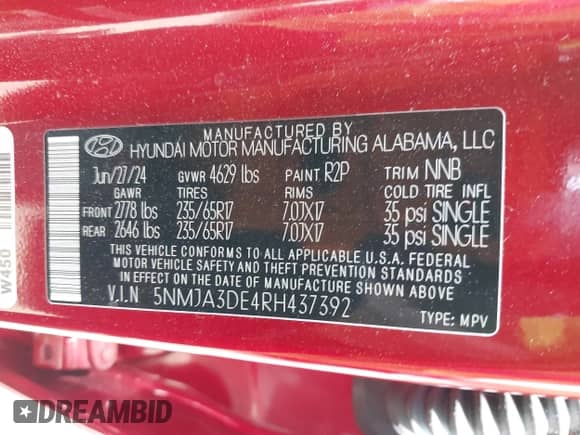 MANUFACTURED BY
HYUNDAI MOTOR MANUFACTURING ALABAMA, LLC
Jun/27/24 GVWR 4629 lbs PAINT R2P TRIM NNB
GAWR TIRES RIMS COLD TIRE INFL
FRONT 2778 lbs 235/65R17 7.0JX17 35 psi SINGLE
REAR 2646 lbs 235/65R17 7.0JX17 35 psi SINGLE
THIS VEHICLE CONFORMS TO ALL APPLICABLE U.S.A. FEDERAL
MOTOR VEHICLE SAFETY AND THEFT PREVENTION STANDARDS
IN EFFECT ON THE DATE OF MANUFACTURE SHOWN ABOVE
V.I.N 5NMJA3DE4RH437392
TYPE: MPV
W450
DREAMBID